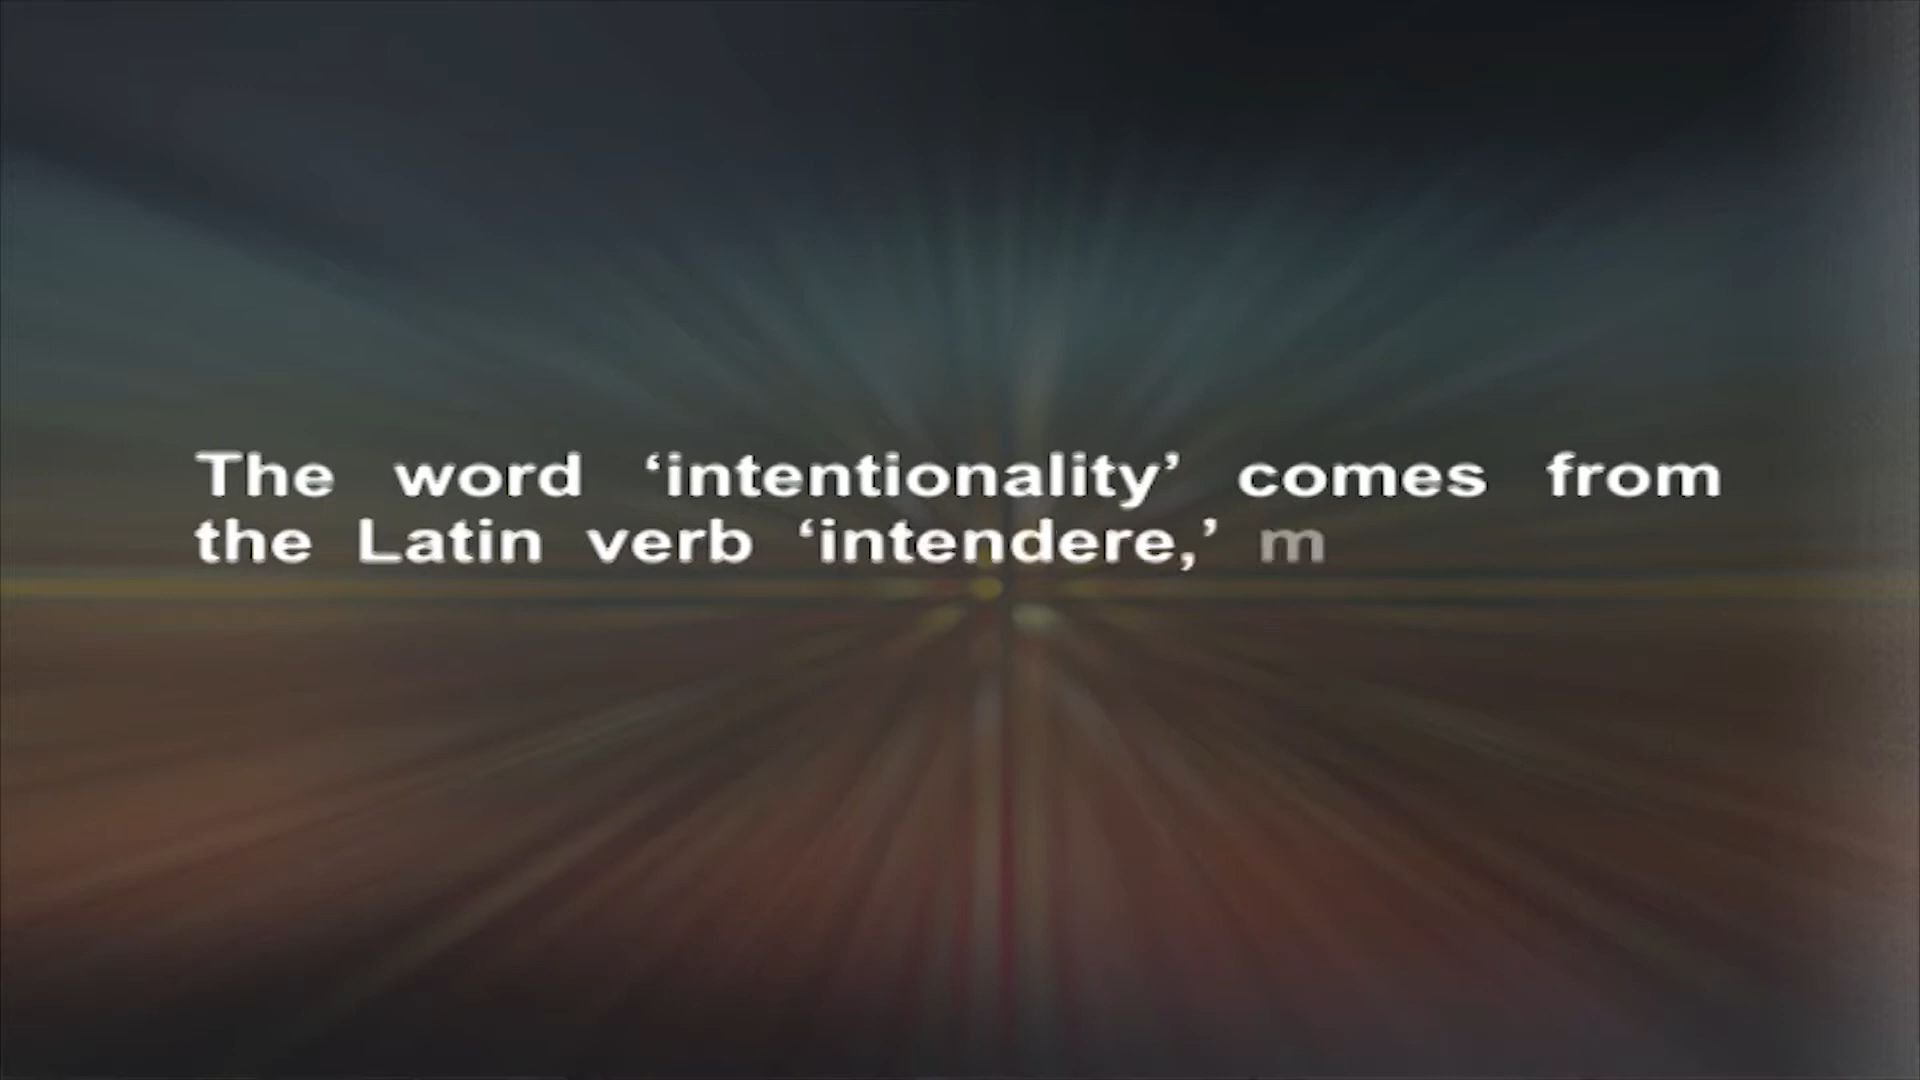 The word ‘intentionality’ comes from
the Latin verb ‘intendere,’ m